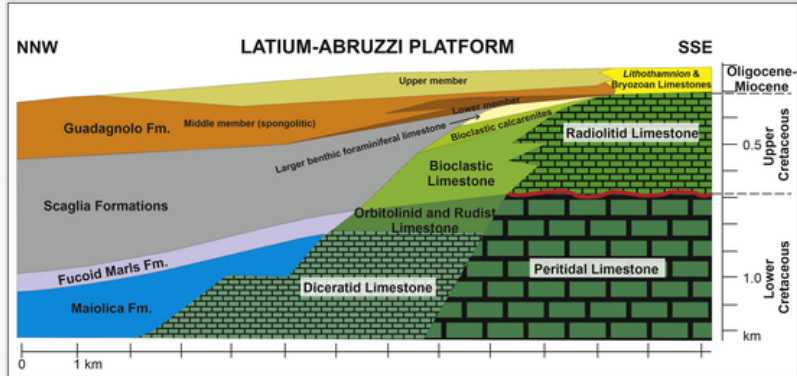 NNW
LATIUM-ABRUZZI PLATFORM
SSE
Upper member
Lithothamnion &
Bryozoan Limestones
Oligocene-
Miocene
Guadagnolo Fm.
Middle member (spongolitic)
Lower member
Larger benthic foraminiferal limestone
Bioclastic calcarenites
Radiolitid Limestone
0.5
Upper
Cretaceous
Bioclastic
Limestone
Scaglia Formations
Orbitolinid and Rudist
Limestone
Fucoid Marls Fm.
Maiolica Fm.
Diceratid Limestone
Peritidal Limestone
1.0
Lower
Cretaceous
km
0
1 km